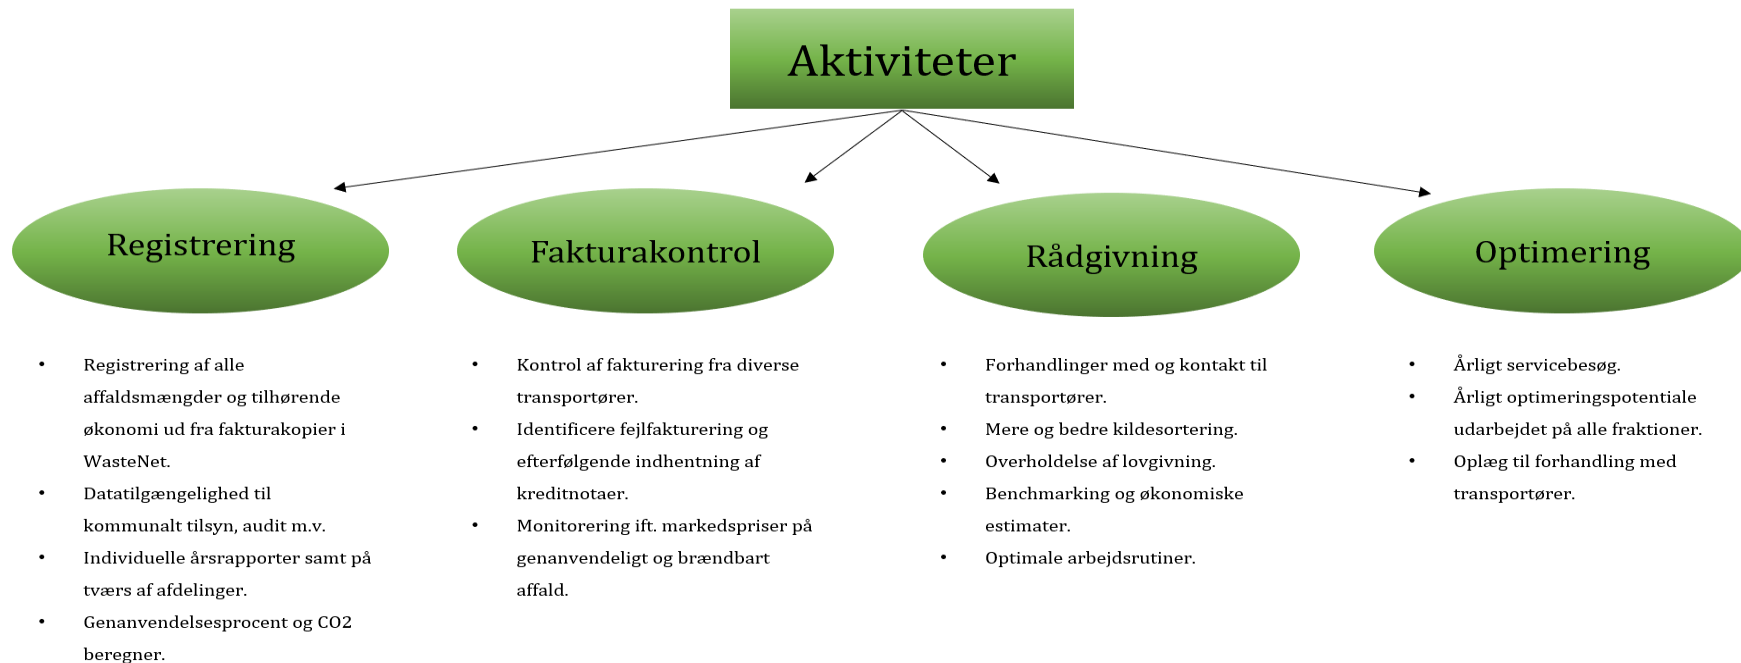 Aktiviteter
Registrering
Fakturakontrol
Rådgivning
Optimering
• Registrering af alle
affaldsmængder og tilhørende
økonomi ud fra fakturakopier i
WasteNet.
• Datatilgængelighed til
kommunalt tilsyn, audit m.v.
• Individuelle årsrapporter samt på
tværs af afdelinger.
• Genanvendelsesprocent og CO2
beregner.
• Kontrol af fakturering fra diverse
transportører.
• Identificere fejlfakturering og
efterfølgende indhentning af
kreditnotaer.
• Monitorering ift. markedspriser på
genanvendeligt og brændbart
affald.
• Forhandlinger med og kontakt til
transportører.
• Mere og bedre kildesortering.
• Overholdelse af lovgivning.
• Benchmarking og økonomiske
estimater.
• Optimale arbejdsrutiner.
• Årligt servicebesøg.
• Årligt optimeringspotentiale
udarbejdet på alle fraktioner.
• Oplæg til forhandling med
transportører.